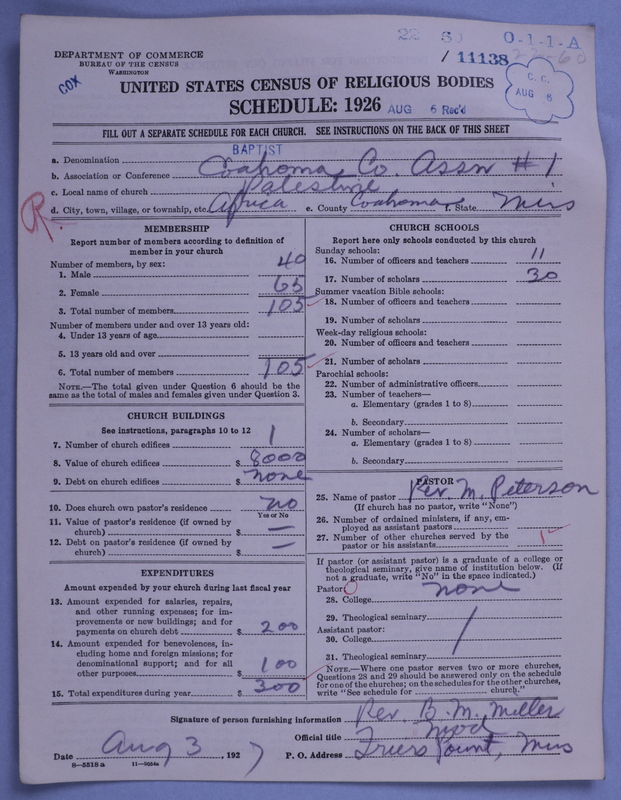 22 50 0-1-1-A
/ 11138
DEPARTMENT OF COMMERCE
BUREAU OF THE CENSUS
WASHINGTON
COX
C. C.
AUG 6
UNITED STATES CENSUS OF RELIGIOUS BODIES
SCHEDULE: 1926 AUG 6 Rec'd
FILL OUT A SEPARATE SCHEDULE FOR EACH CHURCH. SEE INSTRUCTIONS ON THE BACK OF THIS SHEET
a. Denomination BAPTIST
b. Association or Conference Coahoma Co. Assn #1
c. Local name of church Palestine
d. City, town, village, or township, etc. Africa e. County Coahoma f. State Miss
R.
MEMBERSHIP
Report number of members according to definition of
member in your church
Number of members, by sex:
1. Male 40
2. Female 65
3. Total number of members 105
Number of members under and over 13 years old:
4. Under 13 years of age
5. 13 years old and over
6. Total number of members 105
NOTE.—The total given under Question 6 should be the
same as the total of males and females given under Question 3.
CHURCH BUILDINGS
See instructions, paragraphs 10 to 12
7. Number of church edifices 1
8. Value of church edifices $ 8000
9. Debt on church edifices $ none
10. Does church own pastor's residence no
Yes or No
11. Value of pastor's residence (if owned by
church) $ —
12. Debt on pastor's residence (if owned by
church) $ —
EXPENDITURES
Amount expended by your church during last fiscal year
13. Amount expended for salaries, repairs,
and other running expenses; for im-
provements or new buildings; and for
payments on church debt $ 200
14. Amount expended for benevolences, in-
cluding home and foreign missions; for
denominational support; and for all
other purposes $ 100
15. Total expenditures during year $ 300
CHURCH SCHOOLS
Report here only schools conducted by this church
Sunday schools:
16. Number of officers and teachers 11
17. Number of scholars 30
Summer vacation Bible schools:
18. Number of officers and teachers
19. Number of scholars
Week-day religious schools:
20. Number of officers and teachers
21. Number of scholars
Parochial schools:
22. Number of administrative officers
23. Number of teachers—
a. Elementary (grades 1 to 8)
b. Secondary
24. Number of scholars—
a. Elementary (grades 1 to 8)
b. Secondary
PASTOR
25. Name of pastor Rev. M. Peterson
(If church has no pastor, write "None")
26. Number of ordained ministers, if any, em-
ployed as assistant pastors
27. Number of other churches served by the
pastor or his assistants 1
If pastor (or assistant pastor) is a graduate of a college or
theological seminary, give name of institution below. (If
not a graduate, write "No" in the space indicated.)
Pastor:
28. College none
29. Theological seminary
Assistant pastor:
30. College
31. Theological seminary
NOTE.—Where one pastor serves two or more churches,
Questions 28 and 29 should be answered only on the schedule
for one of the churches; on the schedules for the other churches,
write "See schedule for church."
Signature of person furnishing information Rev. B. M. Miller
Official title Mod
Date Aug 3, 1927 P. O. Address Friers Point, Miss
8—5518 a 11—9684a